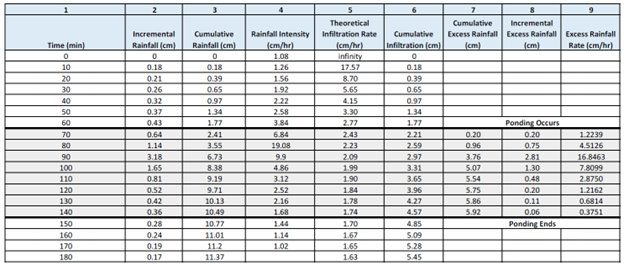 1 2 3 4 5 6 7 8 9
Time (min) Incremental Rainfall (cm) Cumulative Rainfall (cm) Rainfall Intensity (cm/hr) Theoretical Infiltration Rate (cm/hr) Cumulative Infiltration (cm) Cumulative Excess Rainfall (cm) Incremental Excess Rainfall (cm) Excess Rainfall Rate (cm/hr)
0 0 0 1.08 infinity 0
10 0.18 0.18 1.26 17.57 0.18
20 0.21 0.39 1.56 8.70 0.39
30 0.26 0.65 1.92 5.65 0.65
40 0.32 0.97 2.22 4.15 0.97
50 0.37 1.34 2.58 3.30 1.34
60 0.43 1.77 3.84 2.77 1.77 Ponding Occurs
70 0.64 2.41 6.84 2.43 2.21 0.20 0.20 1.2239
80 1.14 3.55 19.08 2.23 2.59 0.96 0.75 4.5126
90 3.18 6.73 9.9 2.09 2.97 3.76 2.81 16.8463
100 1.65 8.38 4.86 1.99 3.31 5.07 1.30 7.8099
110 0.81 9.19 3.12 1.90 3.65 5.54 0.48 2.8750
120 0.52 9.71 2.52 1.84 3.96 5.75 0.20 1.2162
130 0.42 10.13 2.16 1.78 4.27 5.86 0.11 0.6814
140 0.36 10.49 1.68 1.74 4.57 5.92 0.06 0.3751
150 0.28 10.77 1.44 1.70 4.85 Ponding Ends
160 0.24 11.01 1.14 1.67 5.09
170 0.19 11.2 1.02 1.65 5.28
180 0.17 11.37 1.63 5.45